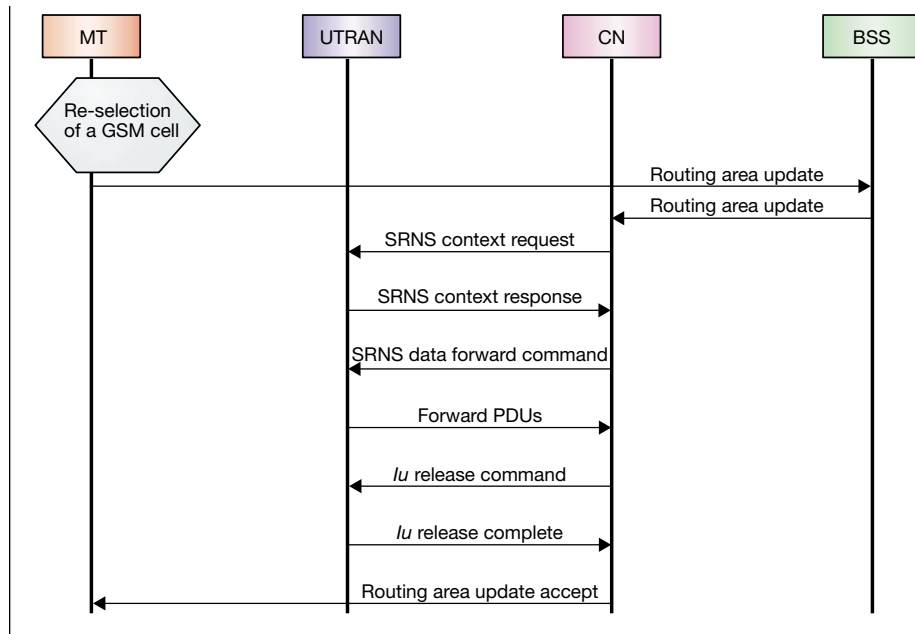 MT
UTRAN
CN
BSS
Re-selection
of a GSM cell
Routing area update
Routing area update
SRNS context request
SRNS context response
SRNS data forward command
Forward PDUs
Iu release command
Iu release complete
Routing area update accept